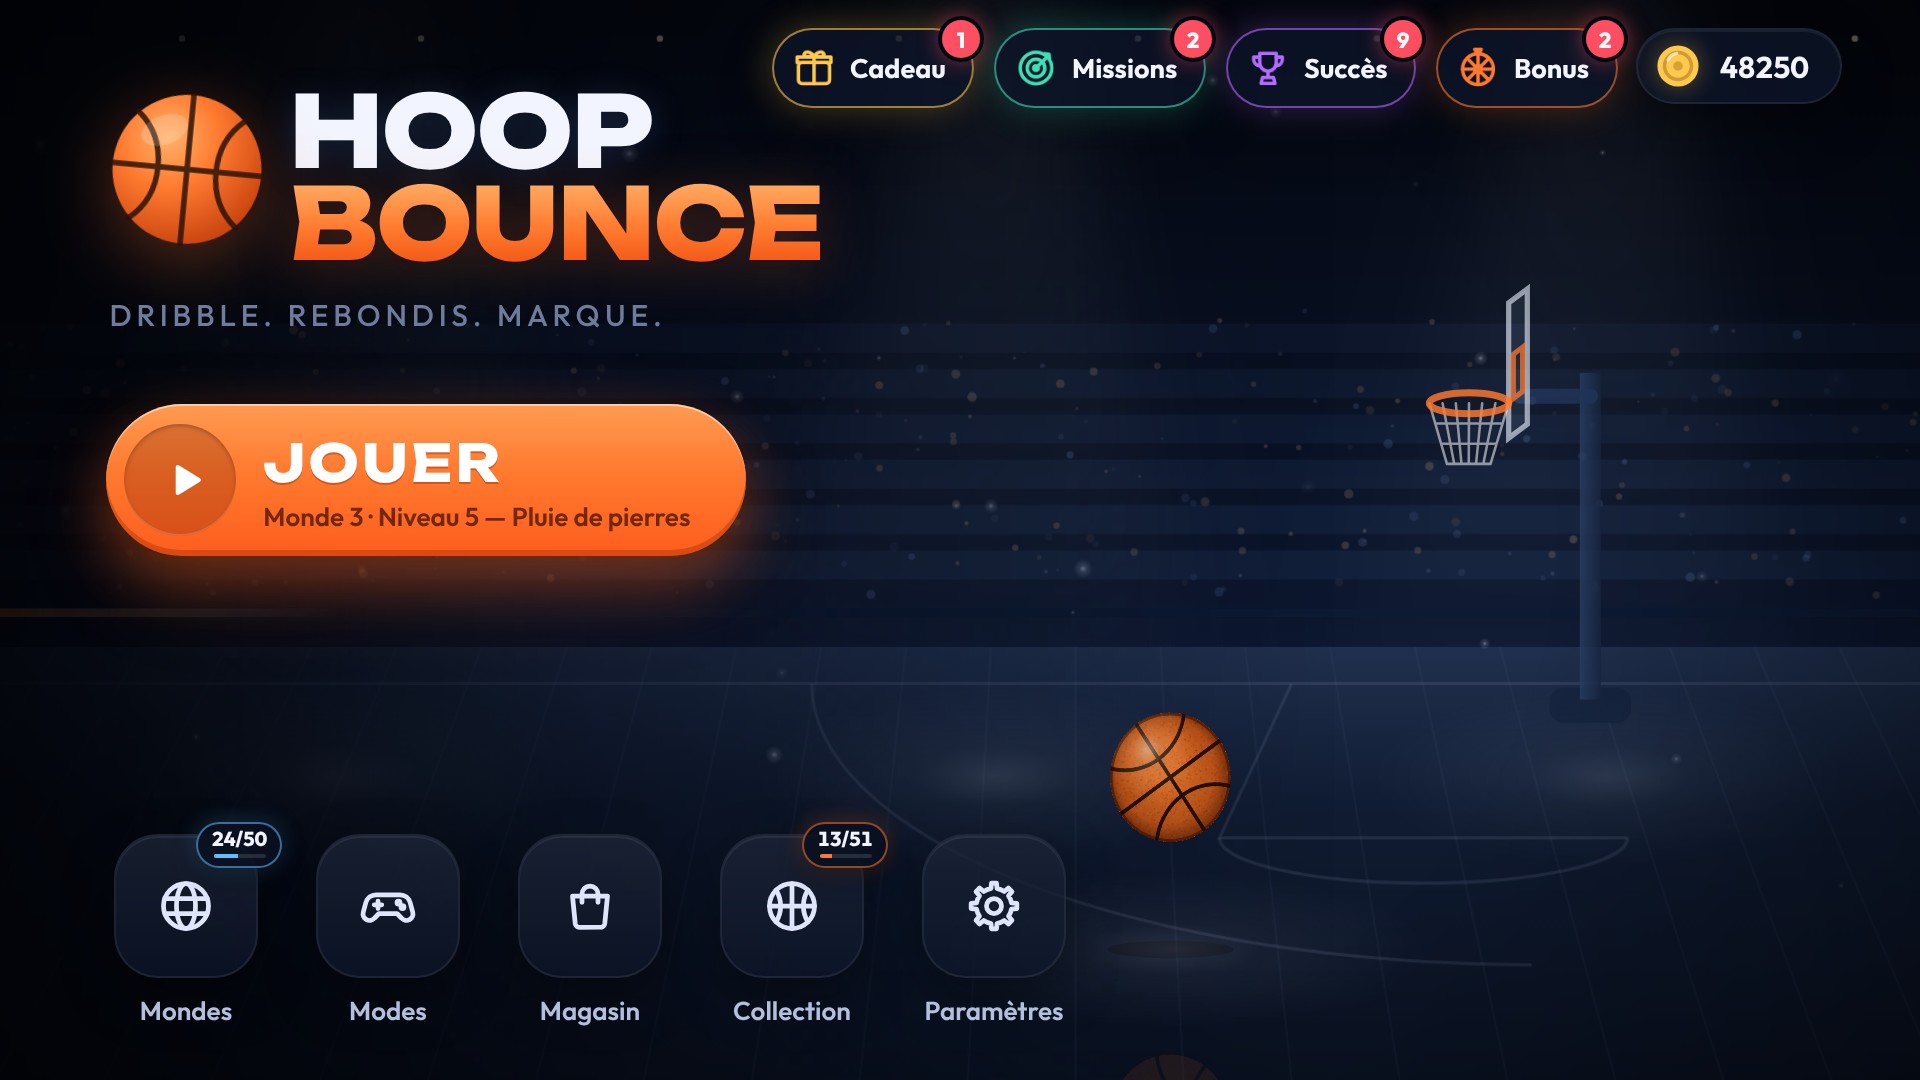 Cadeau 1
Missions 2
Succès 9
Bonus 2
48250
HOOP
BOUNCE
DRIBBLE. REBONDIS. MARQUE.
JOUER
Monde 3 · Niveau 5 — Pluie de pierres
24/50
13/51
Mondes
Modes
Magasin
Collection
Paramètres